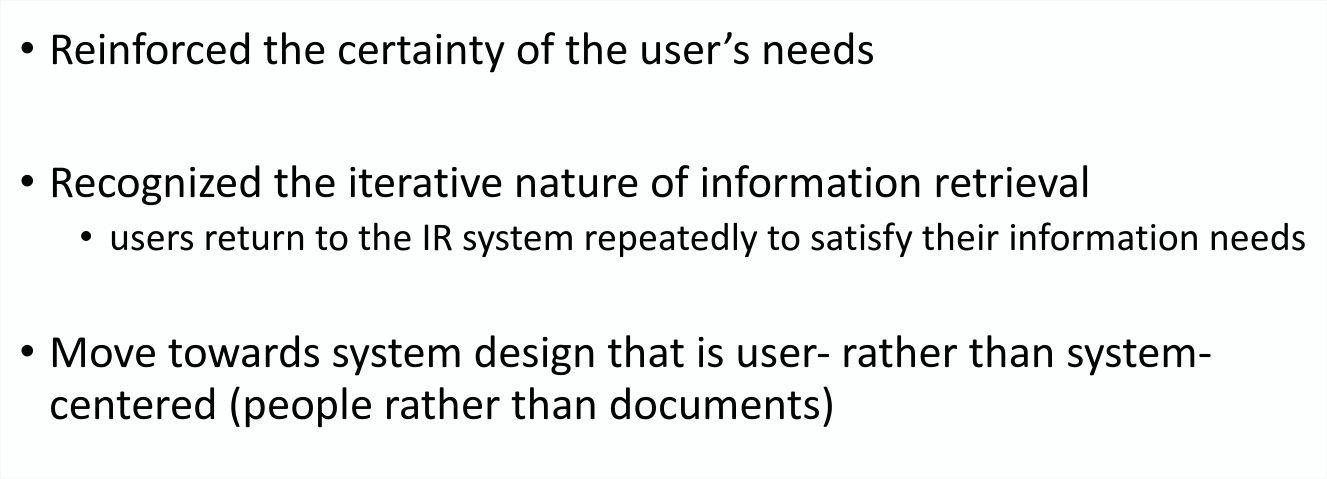 • Reinforced the certainty of the user’s needs
• Recognized the iterative nature of information retrieval
• users return to the IR system repeatedly to satisfy their information needs
• Move towards system design that is user- rather than system-
centered (people rather than documents)